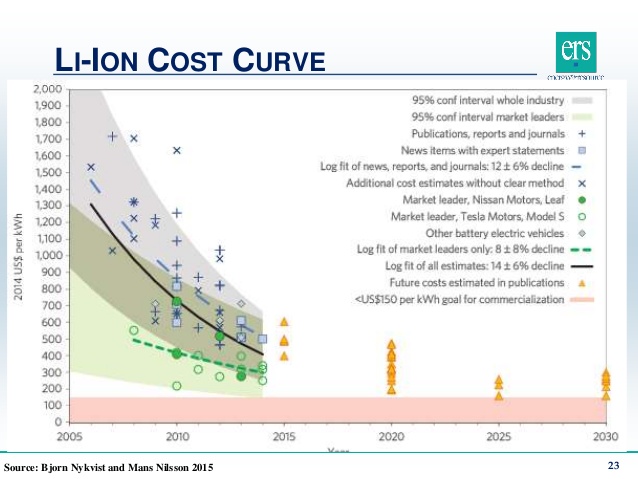 LI-ION COST CURVE
ers
2,000
1,900
1,800
1,700
1,600
1,500
1,400
1,300
1,200
1,100
1,000
900
800
700
600
500
400
300
200
100
0
2014 US$ per kWh
95% conf interval whole industry
95% conf interval market leaders
Publications, reports and journals
News items with expert statements
Log fit of news, reports, and journals: 12 ± 6% decline
Additional cost estimates without clear method
Market leader, Nissan Motors, Leaf
Market leader, Tesla Motors, Model S
Other battery electric vehicles
Log fit of market leaders only: 8 ± 8% decline
Log fit of all estimates: 14 ± 6% decline
Future costs estimated in publications
<US$150 per kWh goal for commercialization
2005 2010 2015 2020 2025 2030
Source: Bjorn Nykvist and Mans Nilsson 2015
23